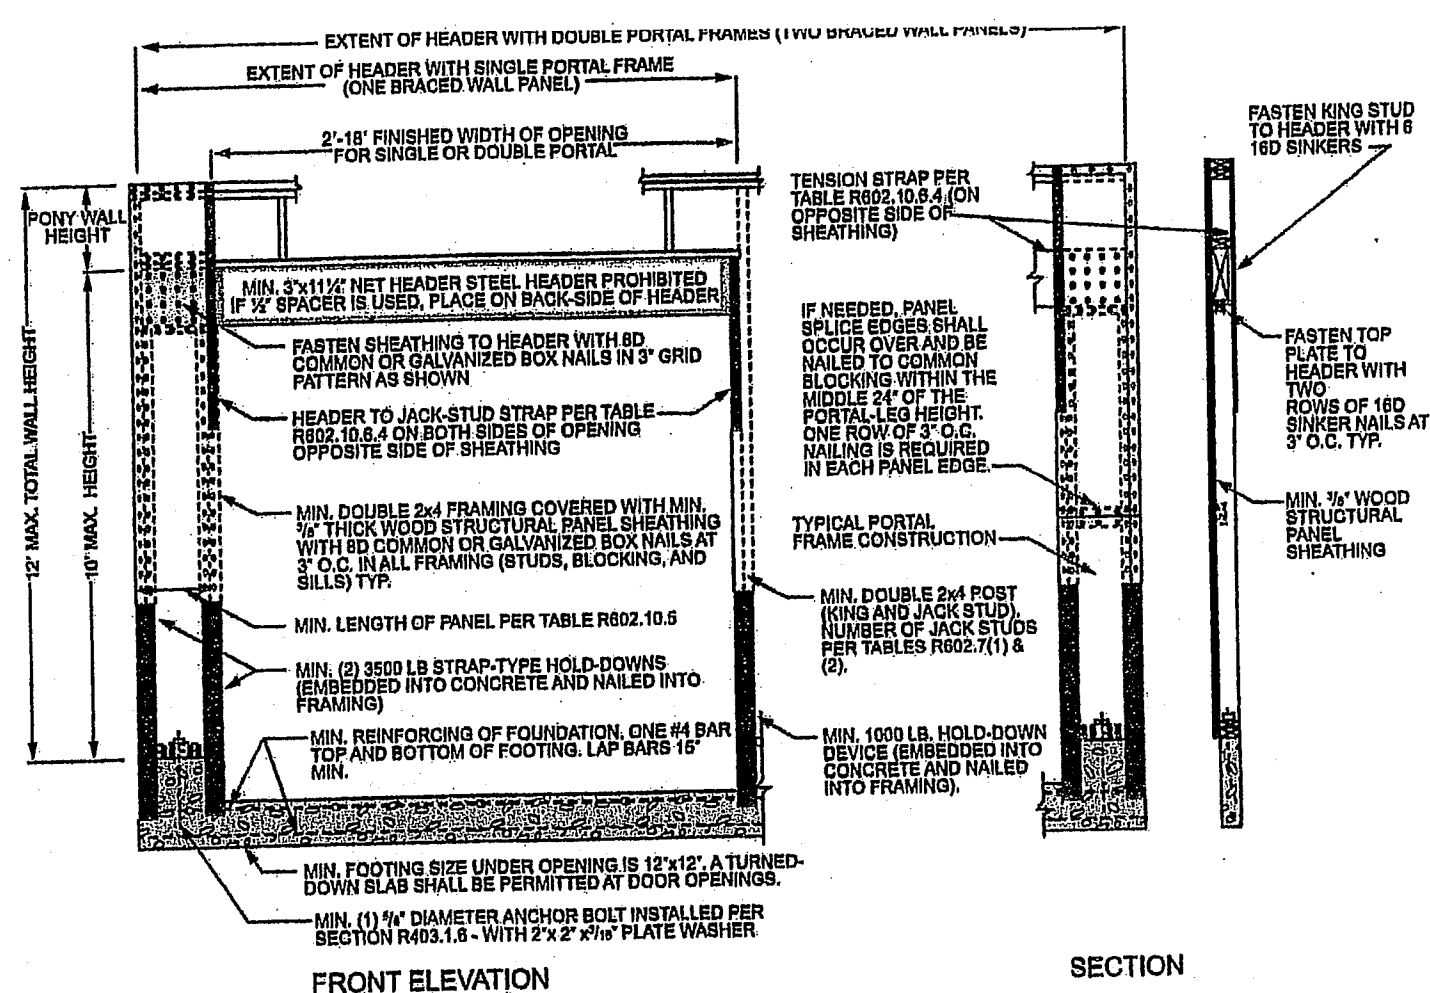 EXTENT OF HEADER WITH DOUBLE PORTAL FRAMES (TWO BRACED WALL PANELS)
EXTENT OF HEADER WITH SINGLE PORTAL FRAME
(ONE BRACED WALL PANEL)
2'-18' FINISHED WIDTH OF OPENING
FOR SINGLE OR DOUBLE PORTAL
PONY WALL
HEIGHT
12' MAX. TOTAL WALL HEIGHT
10' MAX. HEIGHT
MIN. 3"x11¼" NET HEADER STEEL HEADER PROHIBITED
IF ½" SPACER IS USED, PLACE ON BACK-SIDE OF HEADER
FASTEN SHEATHING TO HEADER WITH 8D
COMMON OR GALVANIZED BOX NAILS IN 3" GRID
PATTERN AS SHOWN
HEADER TO JACK-STUD STRAP PER TABLE
R602.10.6.4 ON BOTH SIDES OF OPENING
OPPOSITE SIDE OF SHEATHING
MIN. DOUBLE 2x4 FRAMING COVERED WITH MIN.
⅜" THICK WOOD STRUCTURAL PANEL SHEATHING
WITH 8D COMMON OR GALVANIZED BOX NAILS AT
3" O.C. IN ALL FRAMING (STUDS, BLOCKING, AND
SILLS) TYP.
MIN. LENGTH OF PANEL PER TABLE R602.10.5
MIN. (2) 3500 LB STRAP-TYPE HOLD-DOWNS
(EMBEDDED INTO CONCRETE AND NAILED INTO
FRAMING)
MIN. REINFORCING OF FOUNDATION, ONE #4 BAR
TOP AND BOTTOM OF FOOTING. LAP BARS 15"
MIN.
MIN. FOOTING SIZE UNDER OPENING IS 12"x12". A TURNED-
DOWN SLAB SHALL BE PERMITTED AT DOOR OPENINGS.
MIN. (1) ⅝" DIAMETER ANCHOR BOLT INSTALLED PER
SECTION R403.1.6 - WITH 2"x 2" x³/₁₆" PLATE WASHER
FRONT ELEVATION
TENSION STRAP PER
TABLE R602.10.6.4 (ON
OPPOSITE SIDE OF
SHEATHING)
IF NEEDED, PANEL
SPLICE EDGES SHALL
OCCUR OVER AND BE
NAILED TO COMMON
BLOCKING WITHIN THE
MIDDLE 24" OF THE
PORTAL-LEG HEIGHT.
ONE ROW OF 3" O.C.
NAILING IS REQUIRED
IN EACH PANEL EDGE.
TYPICAL PORTAL
FRAME CONSTRUCTION
MIN. DOUBLE 2x4 POST
(KING AND JACK STUD).
NUMBER OF JACK STUDS
PER TABLES R602.7(1) &
(2).
MIN. 1000 LB. HOLD-DOWN
DEVICE (EMBEDDED INTO
CONCRETE AND NAILED
INTO FRAMING).
FASTEN KING STUD
TO HEADER WITH 6
16D SINKERS
FASTEN TOP
PLATE TO
HEADER WITH
TWO
ROWS OF 16D
SINKER NAILS AT
3" O.C. TYP.
MIN. ⅜" WOOD
STRUCTURAL
PANEL
SHEATHING
SECTION